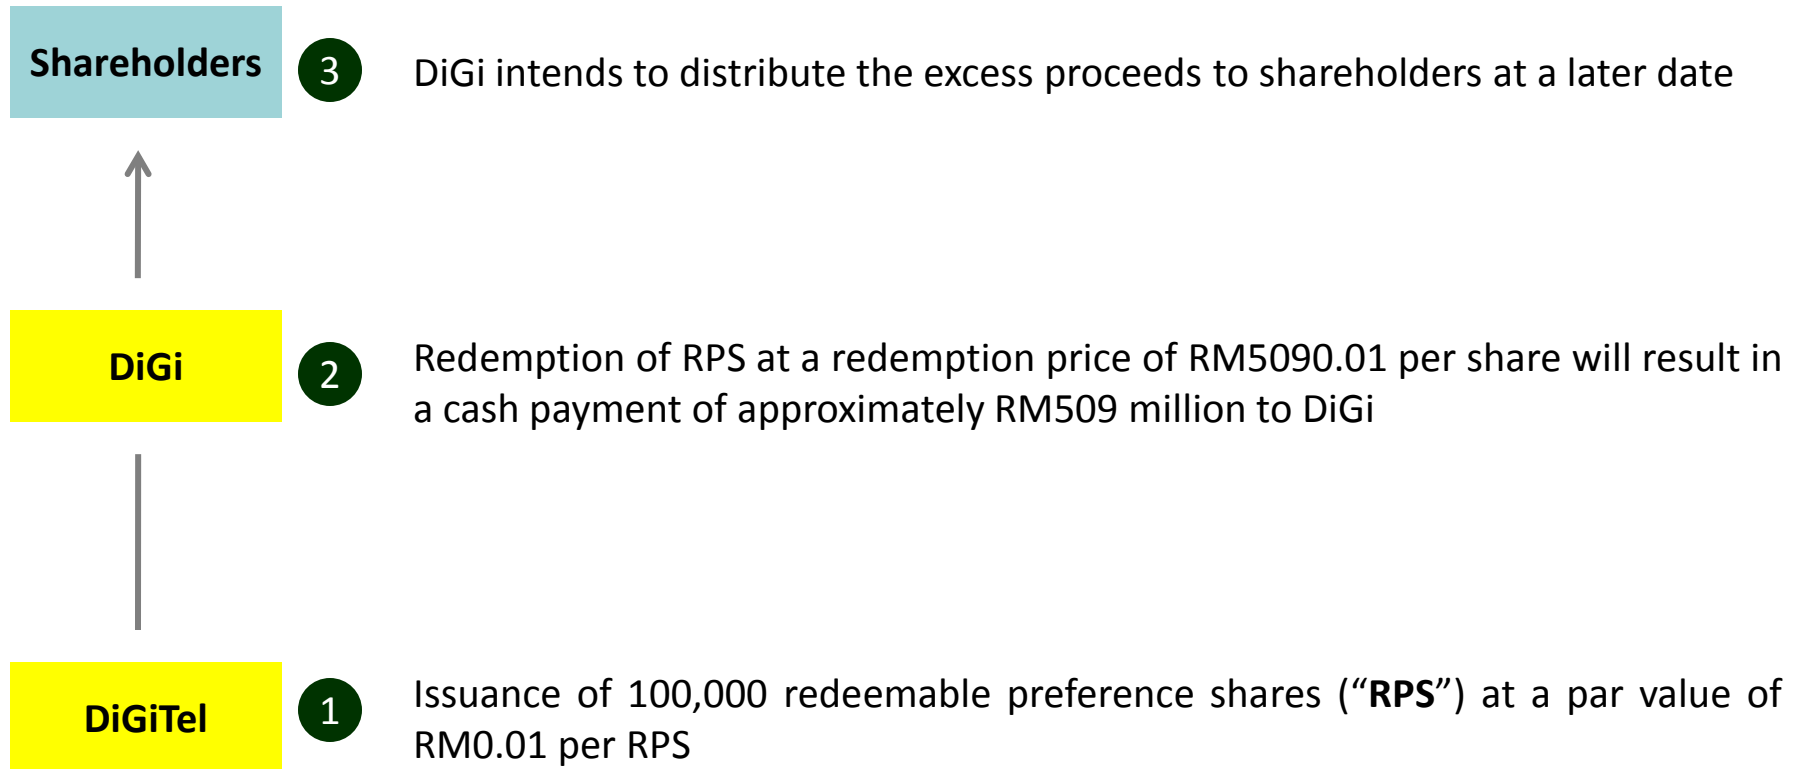 Shareholders
3
DiGi intends to distribute the excess proceeds to shareholders at a later date
DiGi
2
Redemption of RPS at a redemption price of RM5090.01 per share will result in
a cash payment of approximately RM509 million to DiGi
DiGiTel
1
Issuance of 100,000 redeemable preference shares (“RPS”) at a par value of
RM0.01 per RPS